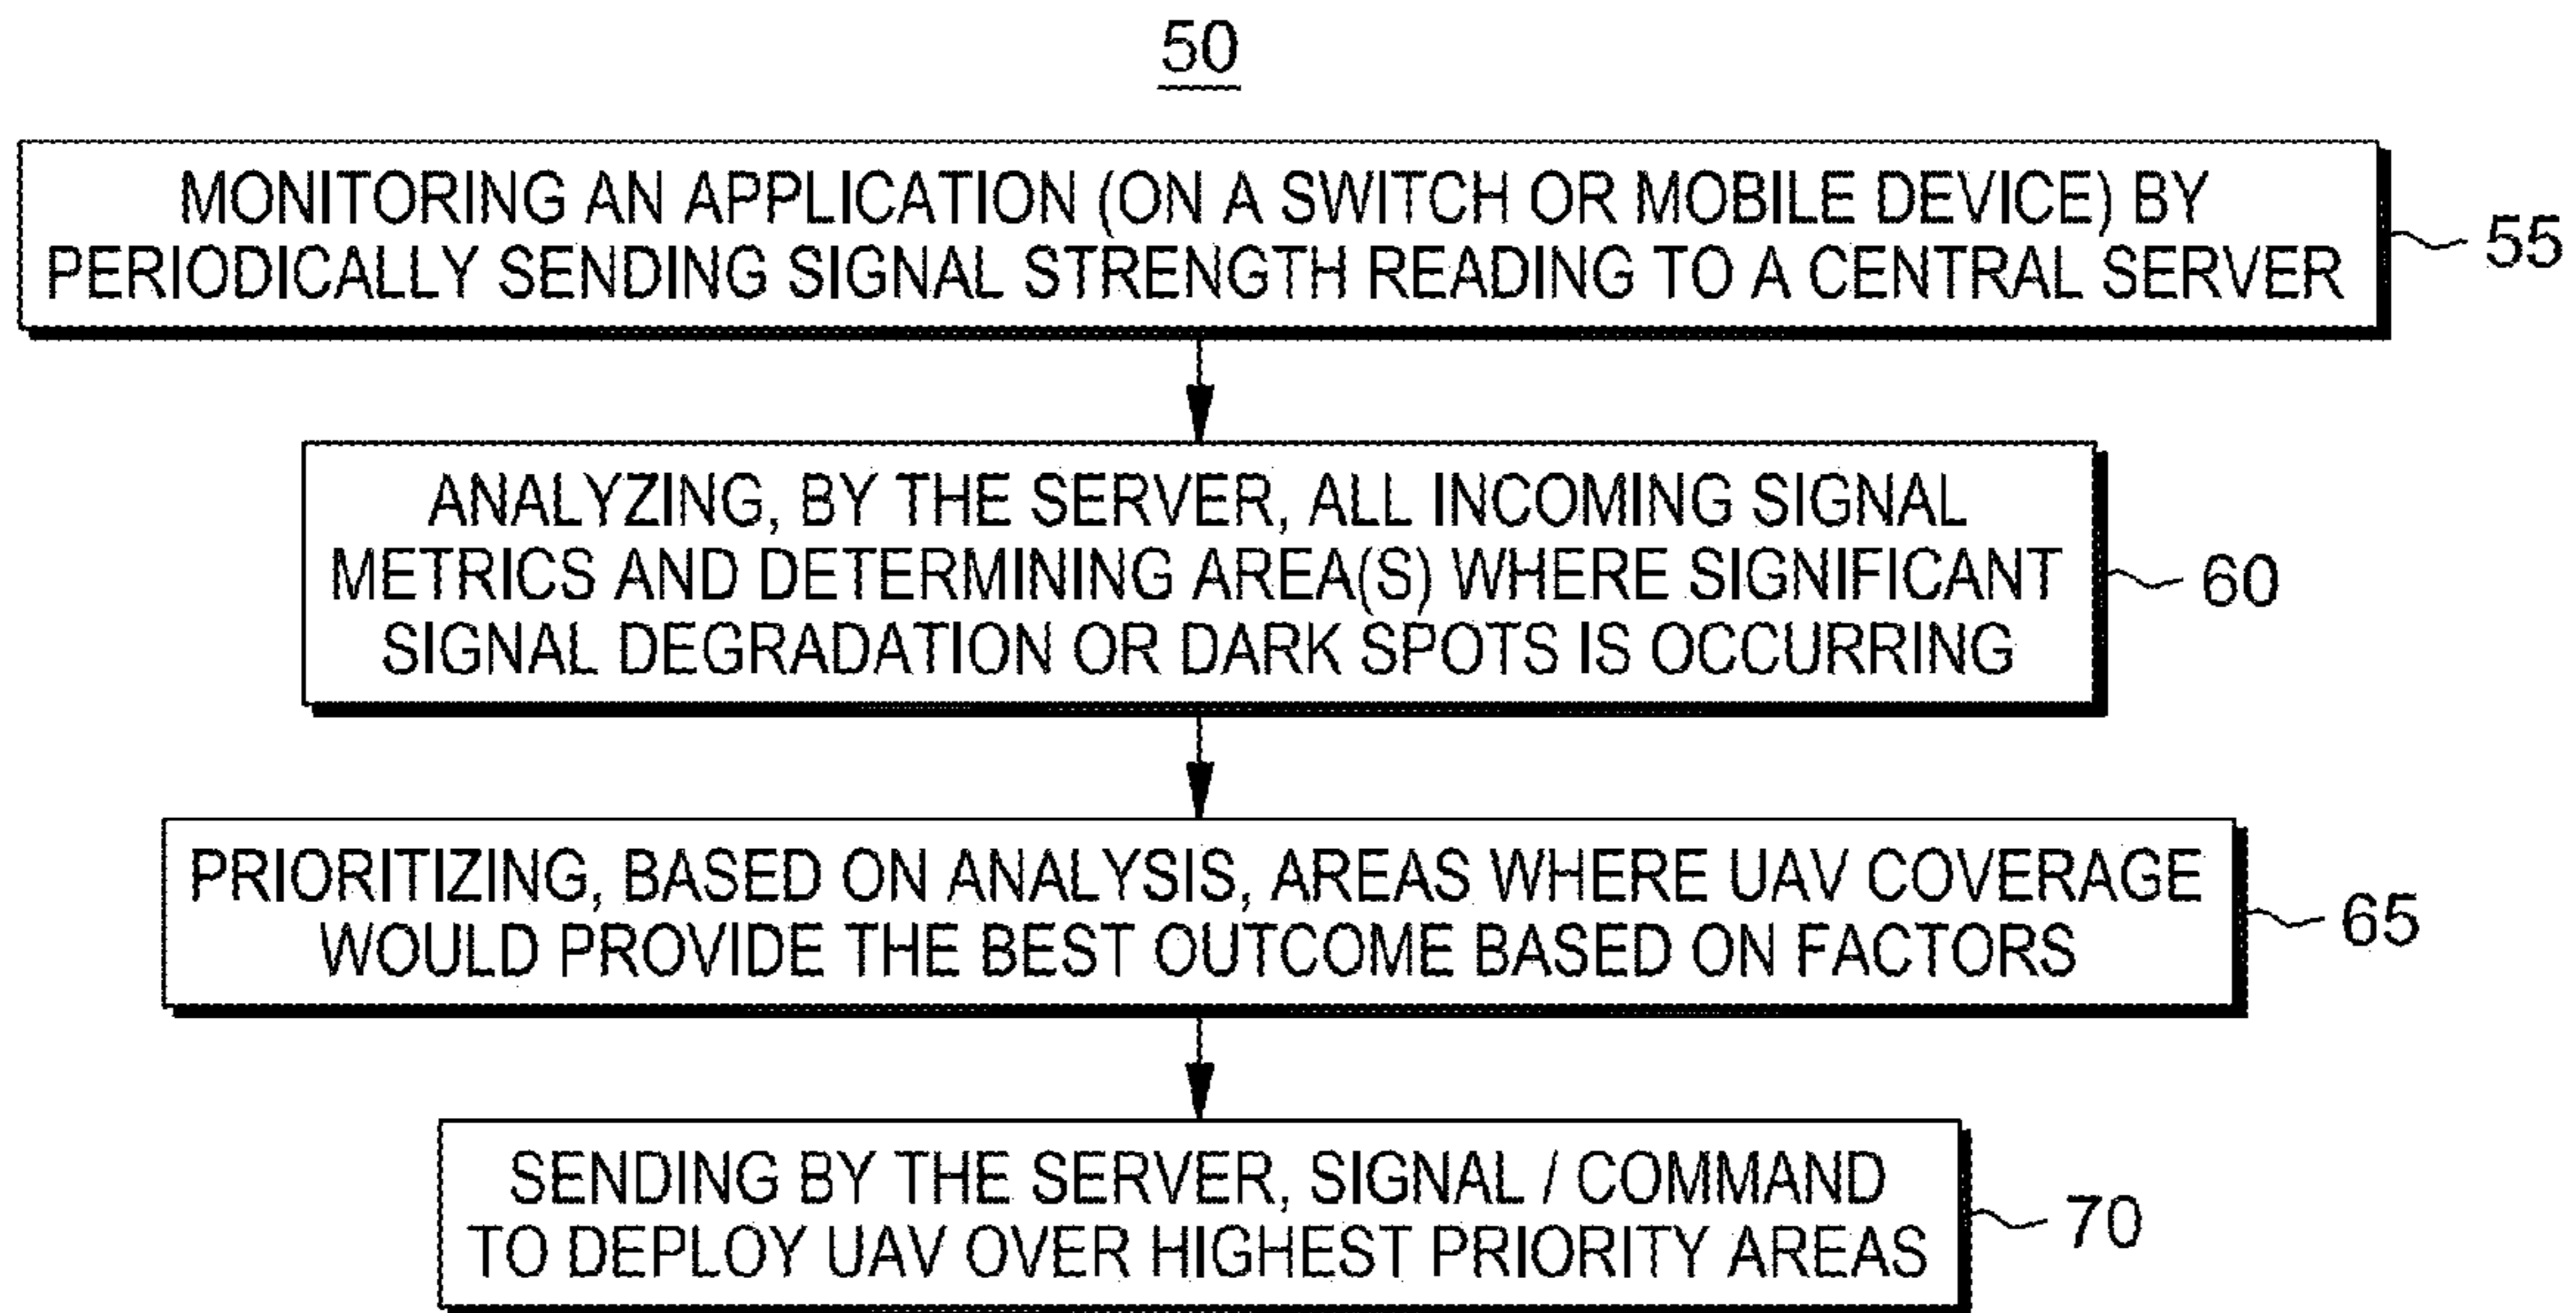 50
MONITORING AN APPLICATION (ON A SWITCH OR MOBILE DEVICE) BY
PERIODICALLY SENDING SIGNAL STRENGTH READING TO A CENTRAL SERVER
55
ANALYZING, BY THE SERVER, ALL INCOMING SIGNAL
METRICS AND DETERMINING AREA(S) WHERE SIGNIFICANT
SIGNAL DEGRADATION OR DARK SPOTS IS OCCURRING
60
PRIORITIZING, BASED ON ANALYSIS, AREAS WHERE UAV COVERAGE
WOULD PROVIDE THE BEST OUTCOME BASED ON FACTORS
65
SENDING BY THE SERVER, SIGNAL / COMMAND
TO DEPLOY UAV OVER HIGHEST PRIORITY AREAS
70